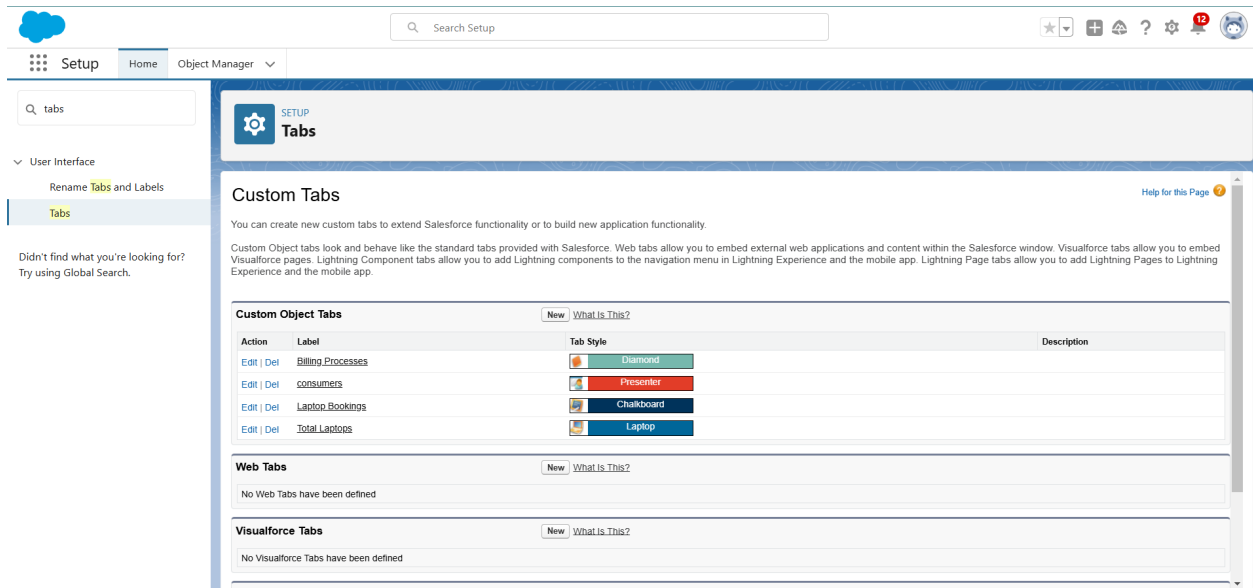 Search Setup
12
Setup
Home
Object Manager
tabs
User Interface
Rename Tabs and Labels
Tabs
Didn't find what you're looking for?
Try using Global Search.
SETUP
Tabs
Custom Tabs
Help for this Page
You can create new custom tabs to extend Salesforce functionality or to build new application functionality.
Custom Object tabs look and behave like the standard tabs provided with Salesforce. Web tabs allow you to embed external web applications and content within the Salesforce window. Visualforce tabs allow you to embed
Visualforce pages. Lightning Component tabs allow you to add Lightning components to the navigation menu in Lightning Experience and the mobile app. Lightning Page tabs allow you to add Lightning Pages to Lightning
Experience and the mobile app.
Custom Object Tabs New What Is This?
Action Label Tab Style Description
Edit | Del Billing Processes Diamond
Edit | Del consumers Presenter
Edit | Del Laptop Bookings Chalkboard
Edit | Del Total Laptops Laptop
Web Tabs New What Is This?
No Web Tabs have been defined
Visualforce Tabs New What Is This?
No Visualforce Tabs have been defined